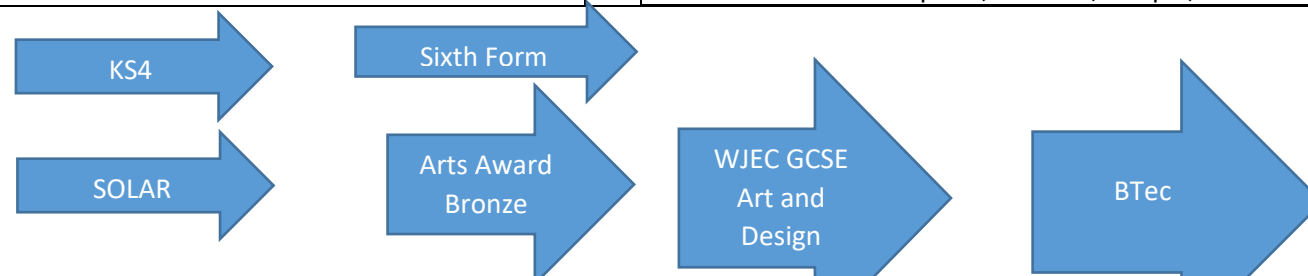 KS4
Sixth Form
SOLAR
Arts Award
Bronze
WJEC GCSE
Art and
Design
BTec